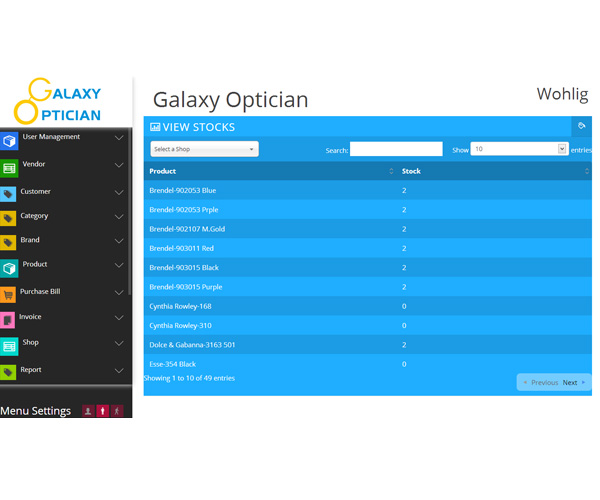 GALAXY
OPTICIAN
User Management
Vendor
Customer
Category
Brand
Product
Purchase Bill
Invoice
Shop
Report
Menu Settings
Galaxy Optician
Wohlig
VIEW STOCKS
Select a Shop
Search:
Show 10 entries
Product Stock
Brendel-902053 Blue 2
Brendel-902053 Prple 2
Brendel-902107 M.Gold 2
Brendel-903011 Red 2
Brendel-903015 Black 2
Brendel-903015 Purple 2
Cynthia Rowley-168 0
Cynthia Rowley-310 0
Dolce & Gabanna-3163 501 2
Esse-354 Black 0
Showing 1 to 10 of 49 entries
Previous Next